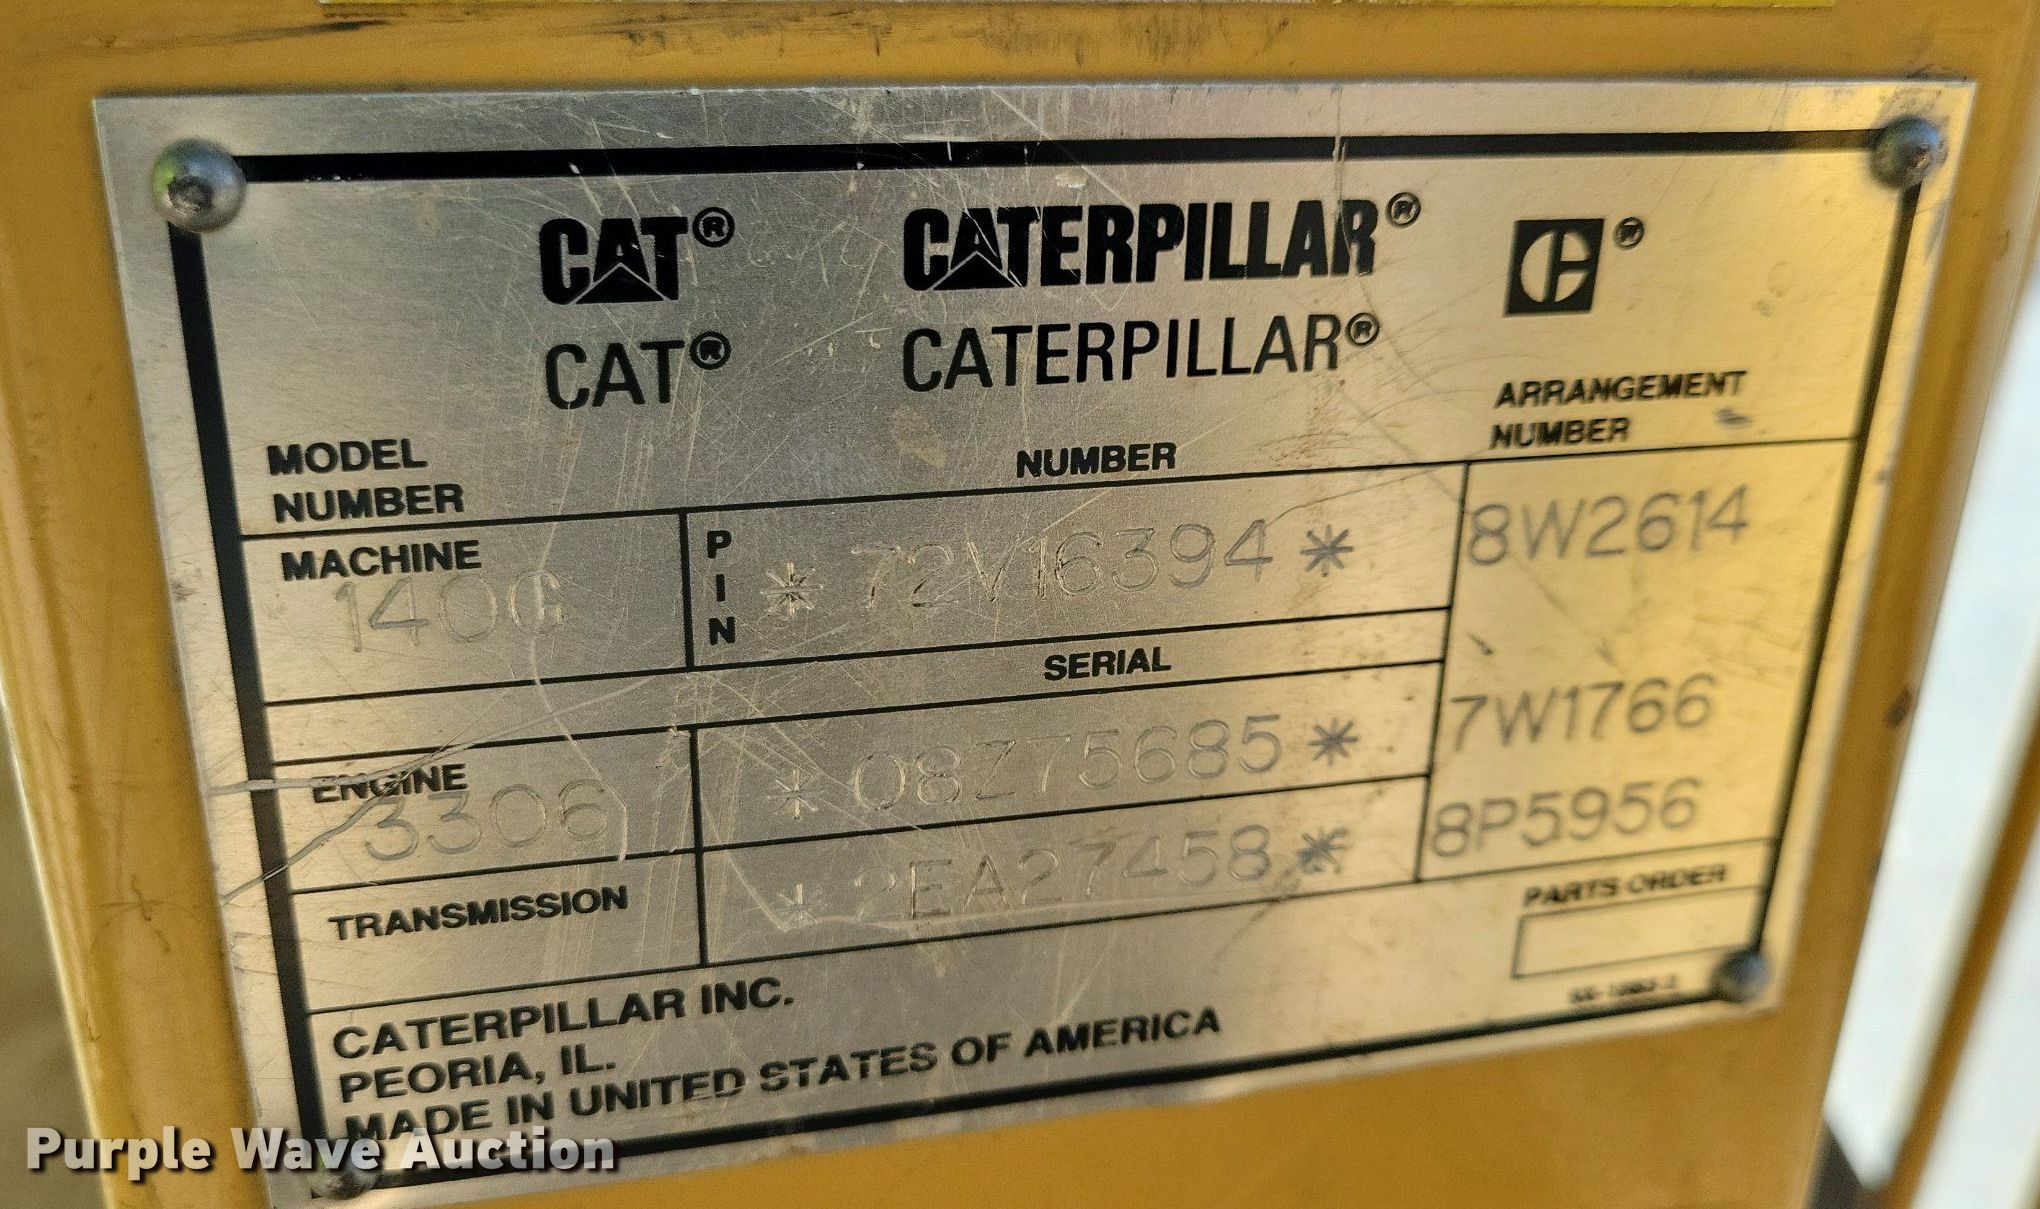 CAT® CATERPILLAR® ®
CAT® CATERPILLAR®
MODEL NUMBER
NUMBER
ARRANGEMENT NUMBER
MACHINE
140G
PIN
* 72V16394 *
8W2614
SERIAL
ENGINE
3306
* 08Z75685 *
7W1766
TRANSMISSION
* 2EA27458 *
8P5956
PARTS ORDER
CATERPILLAR INC.
PEORIA, IL.
MADE IN UNITED STATES OF AMERICA
Purple Wave Auction